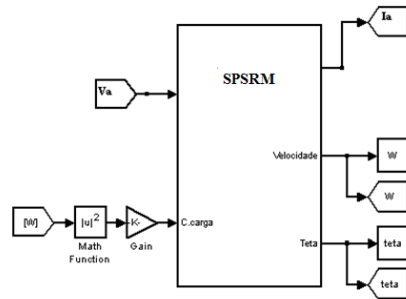 Ia
SPSRM
Va
Velocidade
W
W
[W]
|u|²
K-
C.carga
Math
Function
Gain
Teta
teta
teta